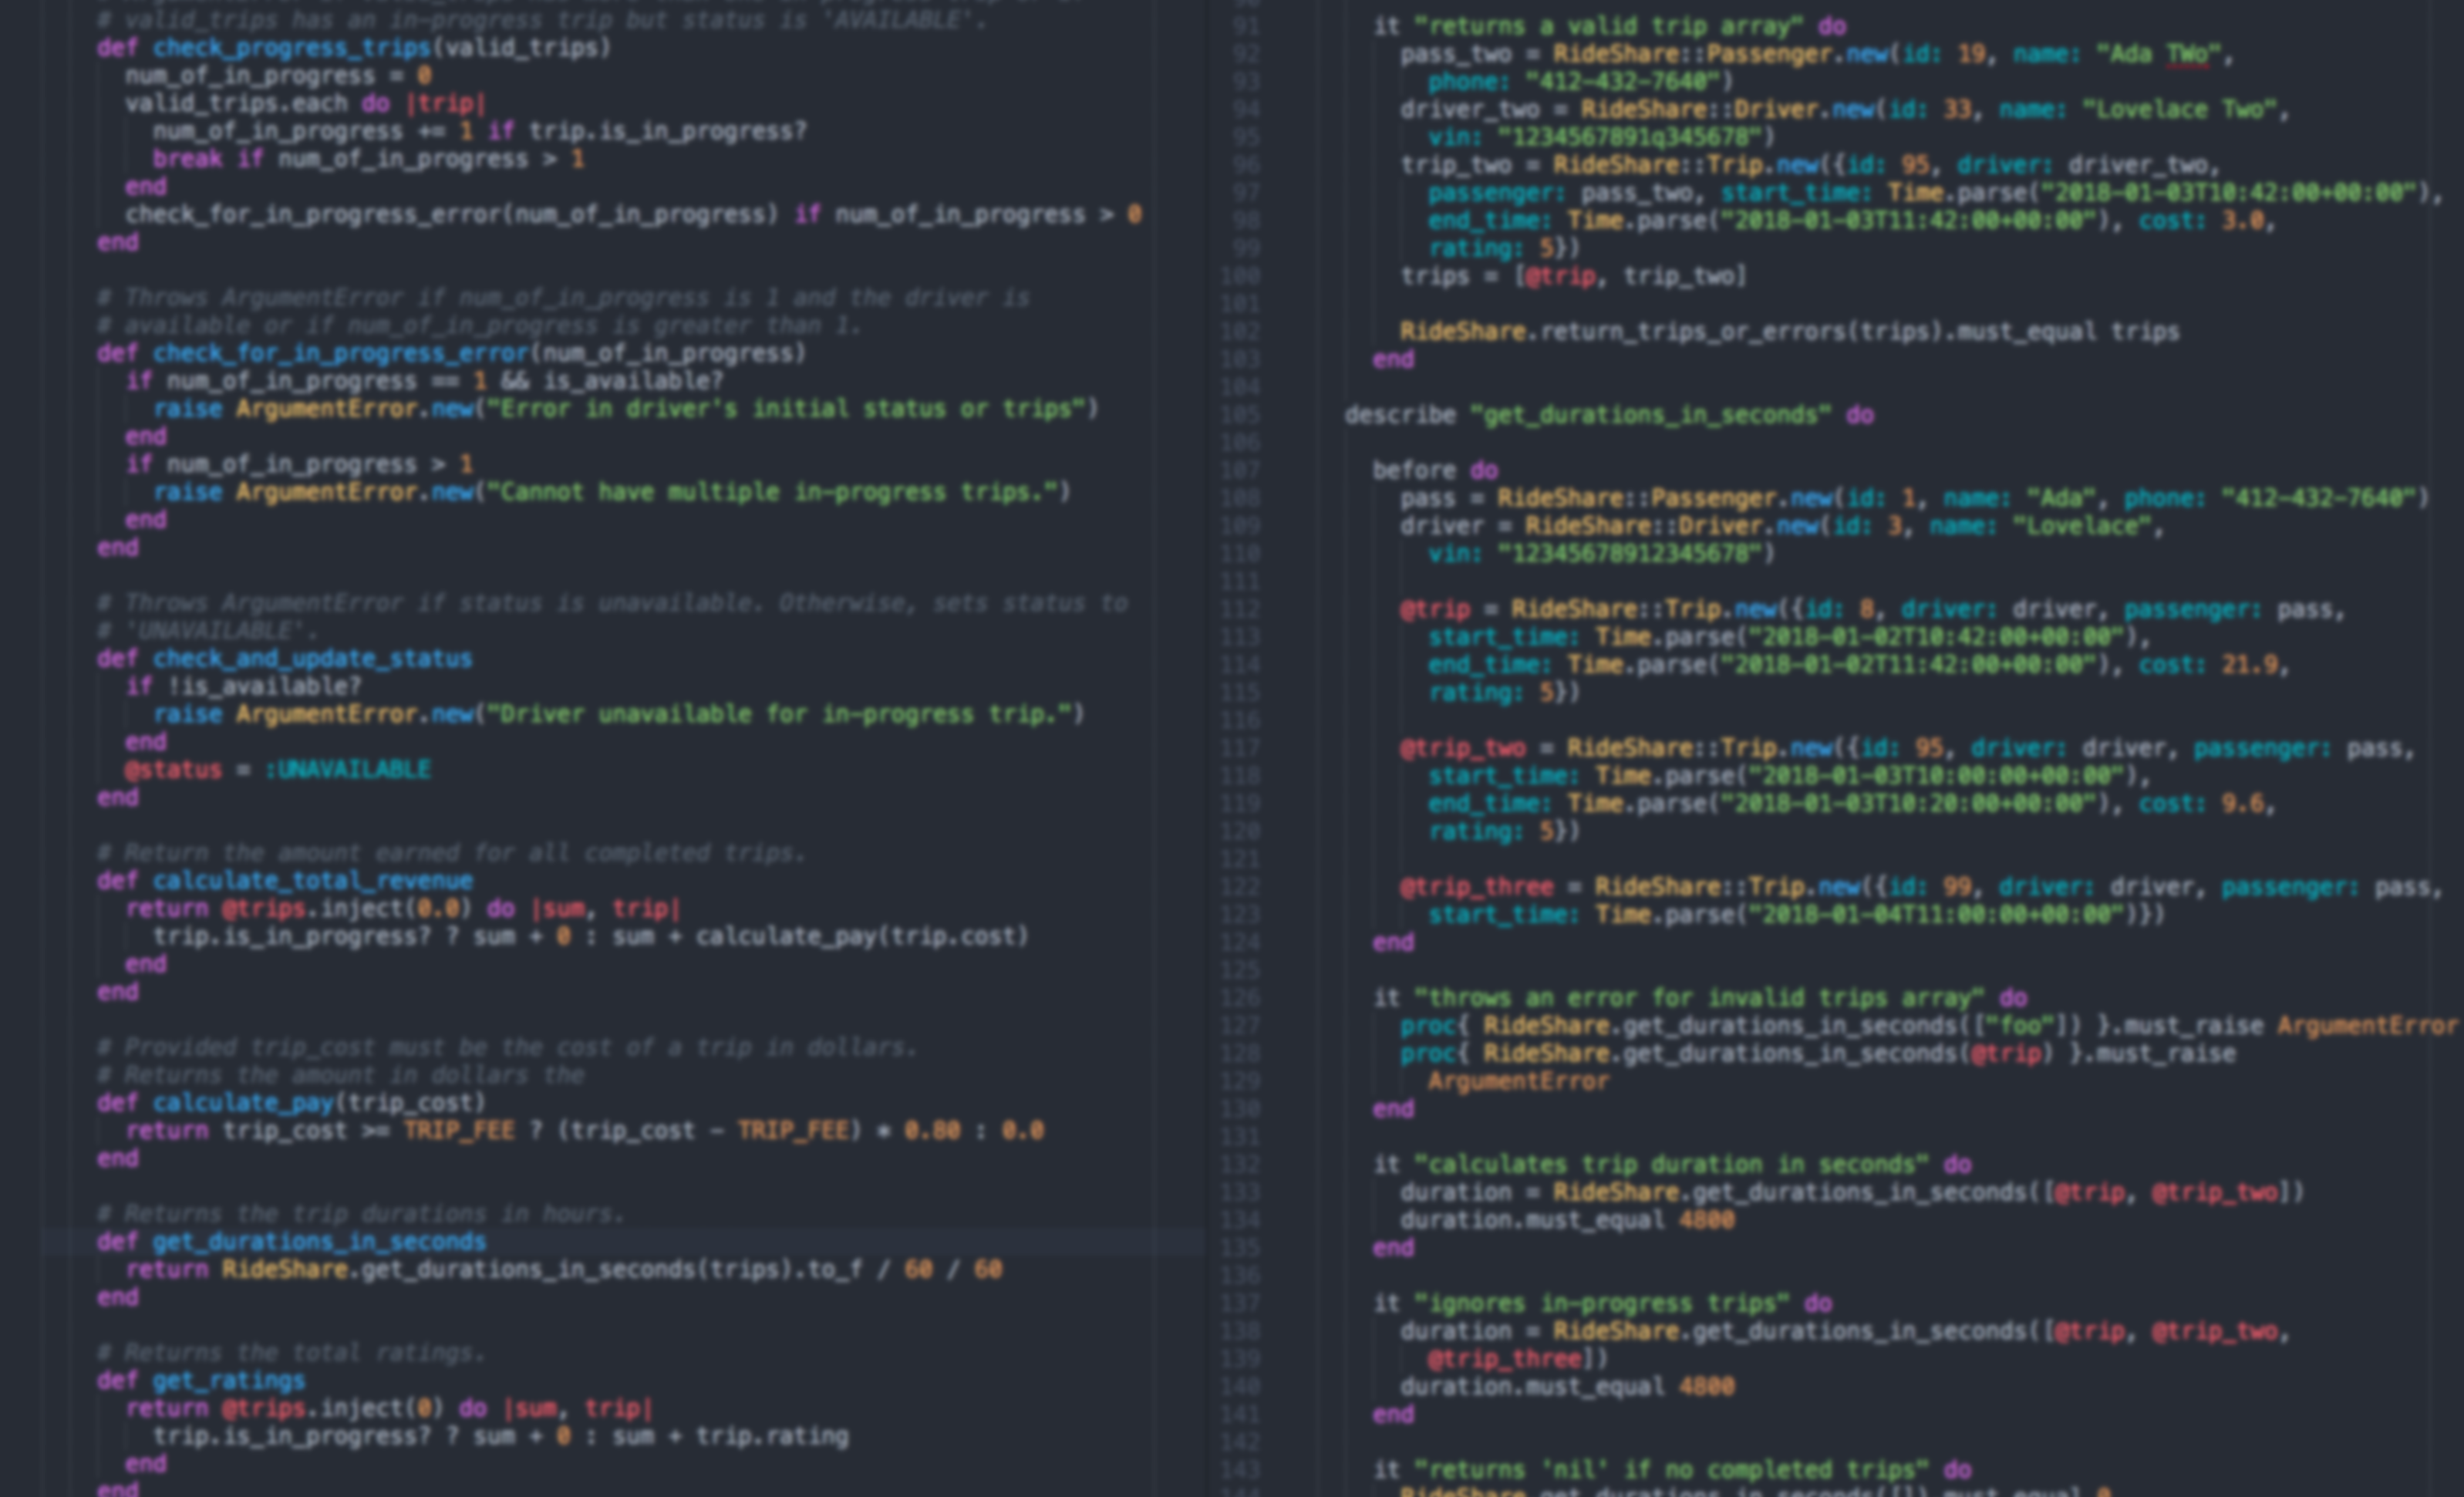 # valid_trips has an in-progress trip but status is 'AVAILABLE'.
def check_progress_trips(valid_trips)
  num_of_in_progress = 0
  valid_trips.each do |trip|
    num_of_in_progress += 1 if trip.is_in_progress?
    break if num_of_in_progress > 1
  end
  check_for_in_progress_error(num_of_in_progress) if num_of_in_progress > 0
end

# Throws ArgumentError if num_of_in_progress is 1 and the driver is
# available or if num_of_in_progress is greater than 1.
def check_for_in_progress_error(num_of_in_progress)
  if num_of_in_progress == 1 && is_available?
    raise ArgumentError.new("Error in driver's initial status or trips")
  end
  if num_of_in_progress > 1
    raise ArgumentError.new("Cannot have multiple in-progress trips.")
  end
end

# Throws ArgumentError if status is unavailable. Otherwise, sets status to
# 'UNAVAILABLE'.
def check_and_update_status
  if !is_available?
    raise ArgumentError.new("Driver unavailable for in-progress trip.")
  end
  @status = :UNAVAILABLE
end

# Return the amount earned for all completed trips.
def calculate_total_revenue
  return @trips.inject(0.0) do |sum, trip|
    trip.is_in_progress? ? sum + 0 : sum + calculate_pay(trip.cost)
  end
end

# Provided trip_cost must be the cost of a trip in dollars.
# Returns the amount in dollars the
def calculate_pay(trip_cost)
  return trip_cost >= TRIP_FEE ? (trip_cost - TRIP_FEE) * 0.80 : 0.0
end

# Returns the trip durations in hours.
def get_durations_in_seconds
  return RideShare.get_durations_in_seconds(trips).to_f / 60 / 60
end

# Returns the total ratings.
def get_ratings
  return @trips.inject(0) do |sum, trip|
    trip.is_in_progress? ? sum + 0 : sum + trip.rating
  end
end
90
91 it "returns a valid trip array" do
92   pass_two = RideShare::Passenger.new(id: 19, name: "Ada TWo",
93     phone: "412-432-7640")
94   driver_two = RideShare::Driver.new(id: 33, name: "Lovelace Two",
95     vin: "1234567891q345678")
96   trip_two = RideShare::Trip.new({id: 95, driver: driver_two,
97     passenger: pass_two, start_time: Time.parse("2018-01-03T10:42:00+00:00"),
98     end_time: Time.parse("2018-01-03T11:42:00+00:00"), cost: 3.0,
99     rating: 5})
100   trips = [@trip, trip_two]
101
102   RideShare.return_trips_or_errors(trips).must_equal trips
103 end
104
105 describe "get_durations_in_seconds" do
106
107   before do
108     pass = RideShare::Passenger.new(id: 1, name: "Ada", phone: "412-432-7640")
109     driver = RideShare::Driver.new(id: 3, name: "Lovelace",
110       vin: "12345678912345678")
111
112     @trip = RideShare::Trip.new({id: 8, driver: driver, passenger: pass,
113       start_time: Time.parse("2018-01-02T10:42:00+00:00"),
114       end_time: Time.parse("2018-01-02T11:42:00+00:00"), cost: 21.9,
115       rating: 5})
116
117     @trip_two = RideShare::Trip.new({id: 95, driver: driver, passenger: pass,
118       start_time: Time.parse("2018-01-03T10:00:00+00:00"),
119       end_time: Time.parse("2018-01-03T10:20:00+00:00"), cost: 9.6,
120       rating: 5})
121
122     @trip_three = RideShare::Trip.new({id: 99, driver: driver, passenger: pass,
123       start_time: Time.parse("2018-01-04T11:00:00+00:00")})
124   end
125
126   it "throws an error for invalid trips array" do
127     proc{ RideShare.get_durations_in_seconds(["foo"]) }.must_raise ArgumentError
128     proc{ RideShare.get_durations_in_seconds(@trip) }.must_raise
129       ArgumentError
130   end
131
132   it "calculates trip duration in seconds" do
133     duration = RideShare.get_durations_in_seconds([@trip, @trip_two])
134     duration.must_equal 4800
135   end
136
137   it "ignores in-progress trips" do
138     duration = RideShare.get_durations_in_seconds([@trip, @trip_two,
139       @trip_three])
140     duration.must_equal 4800
141   end
142
143   it "returns 'nil' if no completed trips" do
144     RideShare.get_durations_in_seconds([]).must_equal 0